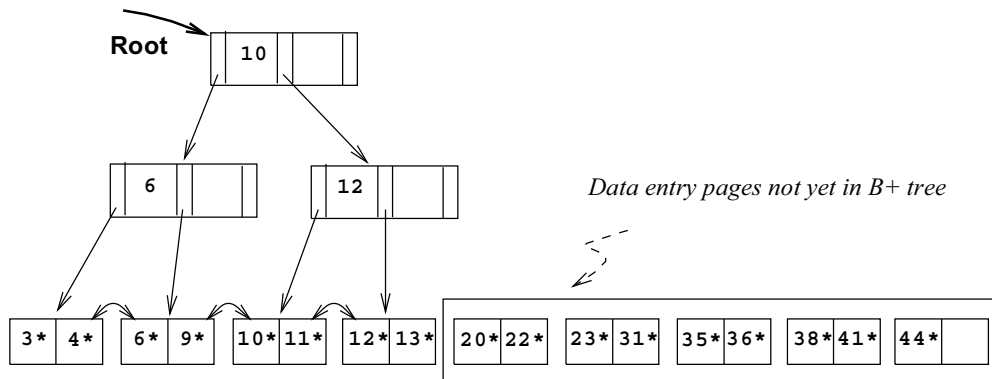 Root
10
6
12
Data entry pages not yet in B+ tree
3* 4* 6* 9* 10* 11* 12* 13* 20* 22* 23* 31* 35* 36* 38* 41* 44*